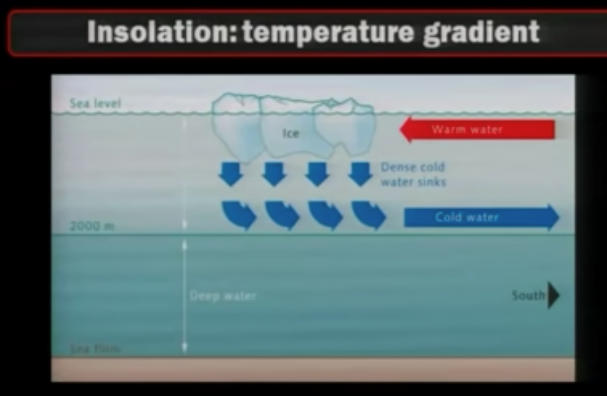 Insolation: temperature gradient
Sea level
Ice
Warm water
Dense cold
water sinks
Cold water
2000 m
Deep water
South
Sea floor